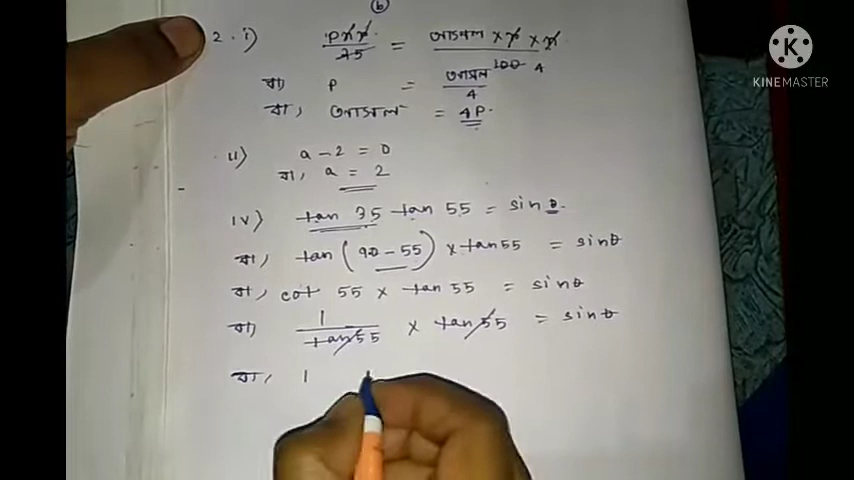 b
2. i) P×x/25 = আসল × x × x/100 4
বা P = আসল/4
বা, আসল = 4P.
ii) a - 2 = 0
বা, a = 2
iv) tan 35 tan 55 = sin θ.
বা, tan (90 - 55) × tan 55 = sin θ
বা, cot 55 × tan 55 = sin θ
বা, 1/tan 55 × tan 55 = sin θ
বা, 1
KINEMASTER